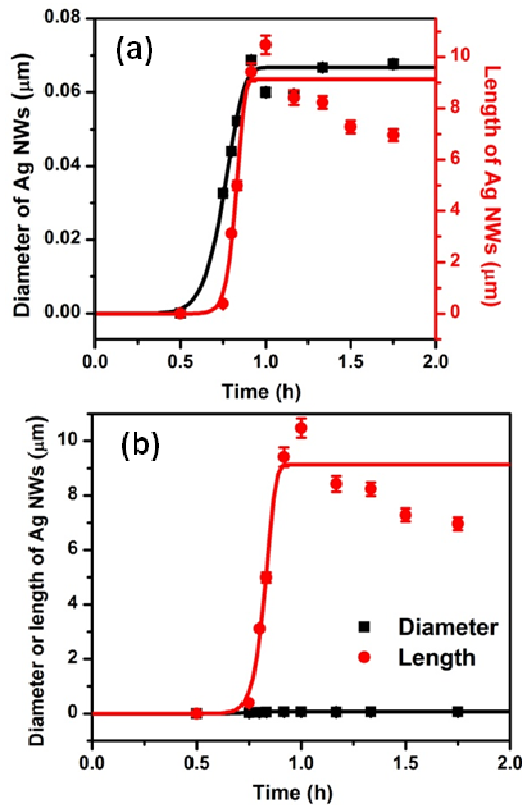 (a)
Diameter of Ag NWs (μm)
0.08
0.06
0.04
0.02
0.00
Length of Ag NWs (μm)
10
8
6
4
2
0
0.0 0.5 1.0 1.5 2.0
Time (h)
(b)
Diameter or length of Ag NWs (μm)
10
8
6
4
2
0
Diameter
Length
0.0 0.5 1.0 1.5 2.0
Time (h)